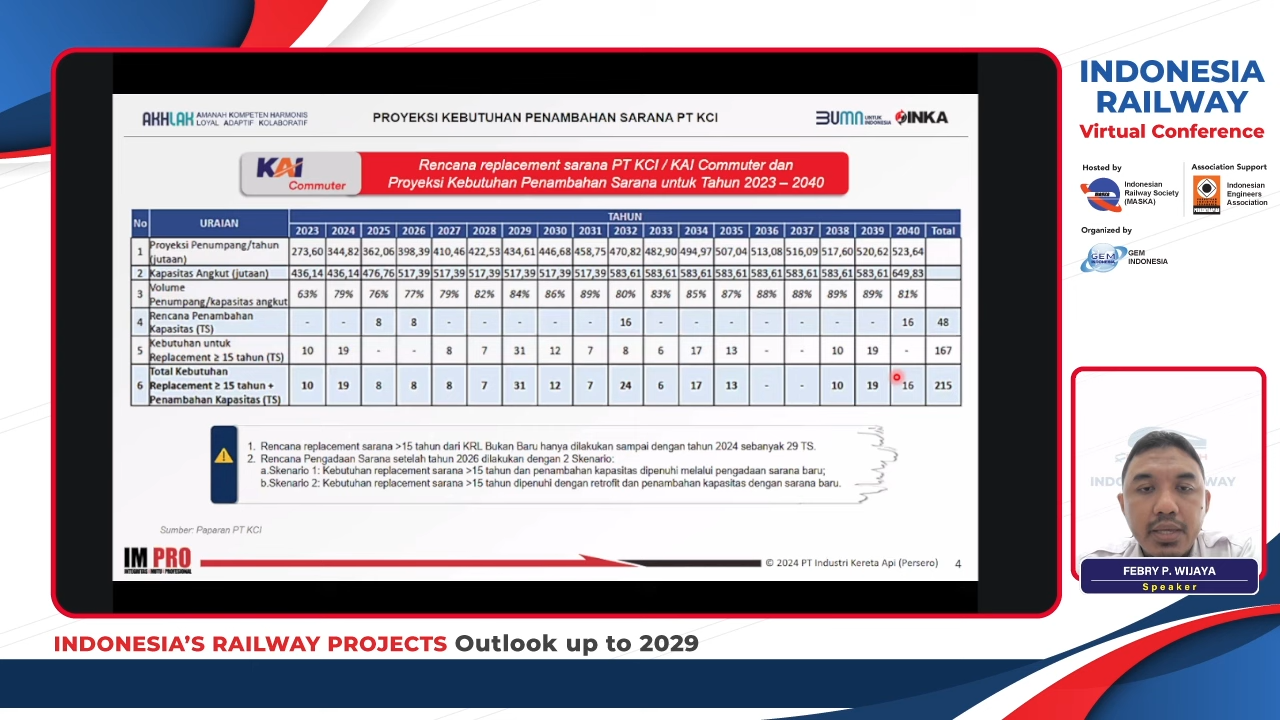 INDONESIA
RAILWAY
Virtual Conference
Hosted by
Indonesian
Railway Society
(MASKA)
Association Support
Indonesian
Engineers
Association
Organized by
GEM
INDONESIA
AKHLAK AMANAH KOMPETEN HARMONIS
LOYAL ADAPTIF KOLABORATIF
PROYEKSI KEBUTUHAN PENAMBAHAN SARANA PT KCI
BUMN UNTUK INDONESIA INKA
KAI
Commuter
Rencana replacement sarana PT KCI / KAI Commuter dan
Proyeksi Kebutuhan Penambahan Sarana untuk Tahun 2023 – 2040
No URAIAN TAHUN
2023 2024 2025 2026 2027 2028 2029 2030 2031 2032 2033 2034 2035 2036 2037 2038 2039 2040 Total
1 Proyeksi Penumpang/tahun (jutaan) 273,60 344,82 362,06 398,39 410,46 422,53 434,61 446,68 458,75 470,82 482,90 494,97 507,04 513,08 516,09 517,60 520,62 523,64
2 Kapasitas Angkut (jutaan) 436,14 436,14 476,76 517,39 517,39 517,39 517,39 517,39 517,39 583,61 583,61 583,61 583,61 583,61 583,61 583,61 583,61 649,83
3 Volume Penumpang/kapasitas angkut 63% 79% 76% 77% 79% 82% 84% 86% 89% 80% 83% 85% 87% 88% 88% 89% 89% 81%
4 Rencana Penambahan Kapasitas (TS) - - 8 8 - - - - - 16 - - - - - - - 16 48
5 Kebutuhan untuk Replacement ≥ 15 tahun (TS) 10 19 - - 8 7 31 12 7 8 6 17 13 - - 10 19 - 167
6 Total Kebutuhan Replacement ≥ 15 tahun + Penambahan Kapasitas (TS) 10 19 8 8 8 7 31 12 7 24 6 17 13 - - 10 19 16 215
1. Rencana replacement sarana >15 tahun dari KRL Bukan Baru hanya dilakukan sampai dengan tahun 2024 sebanyak 29 TS.
2. Rencana Pengadaan Sarana setelah tahun 2026 dilakukan dengan 2 Skenario:
a.Skenario 1: Kebutuhan replacement sarana >15 tahun dan penambahan kapasitas dipenuhi melalui pengadaan sarana baru;
b.Skenario 2: Kebutuhan replacement sarana >15 tahun dipenuhi dengan retrofit dan penambahan kapasitas dengan sarana baru.
Sumber: Paparan PT KCI
IM PRO
© 2024 PT Industri Kereta Api (Persero) 4
FEBRY P. WIJAYA
Speaker
INDONESIA'S RAILWAY PROJECTS Outlook up to 2029